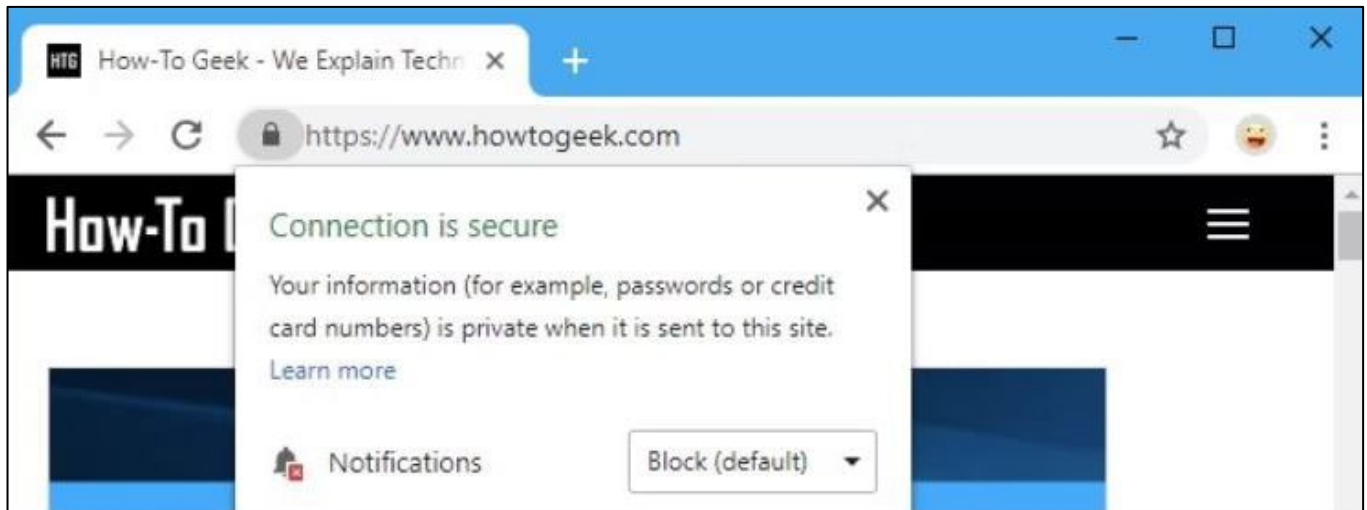 HTG How-To Geek - We Explain Techn
https://www.howtogeek.com
How-To
Connection is secure
Your information (for example, passwords or credit
card numbers) is private when it is sent to this site.
Learn more
Notifications Block (default)